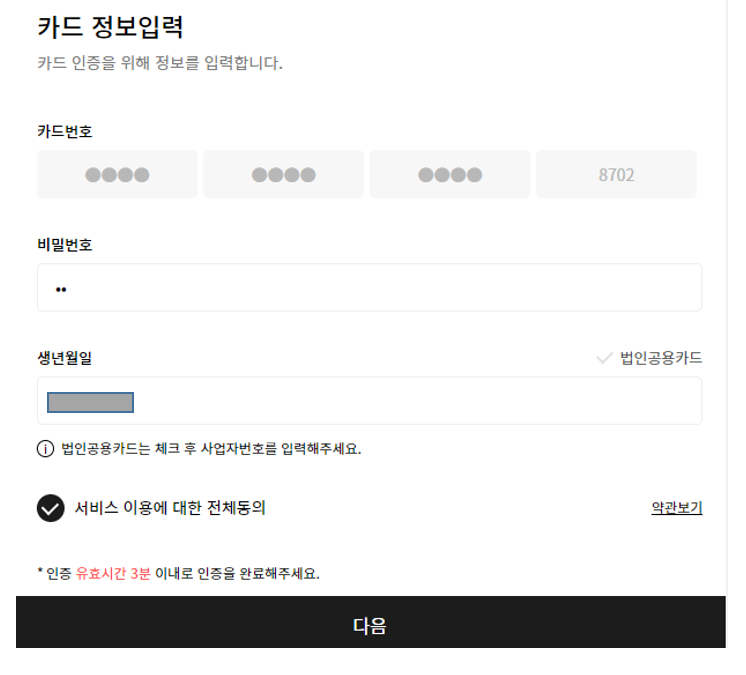 카드 정보입력
카드 인증을 위해 정보를 입력합니다.
카드번호
●●●● ●●●● ●●●● 8702
비밀번호
••
생년월일 법인공용카드
법인공용카드는 체크 후 사업자번호를 입력해주세요.
서비스 이용에 대한 전체동의 약관보기
* 인증 유효시간 3분 이내로 인증을 완료해주세요.
다음